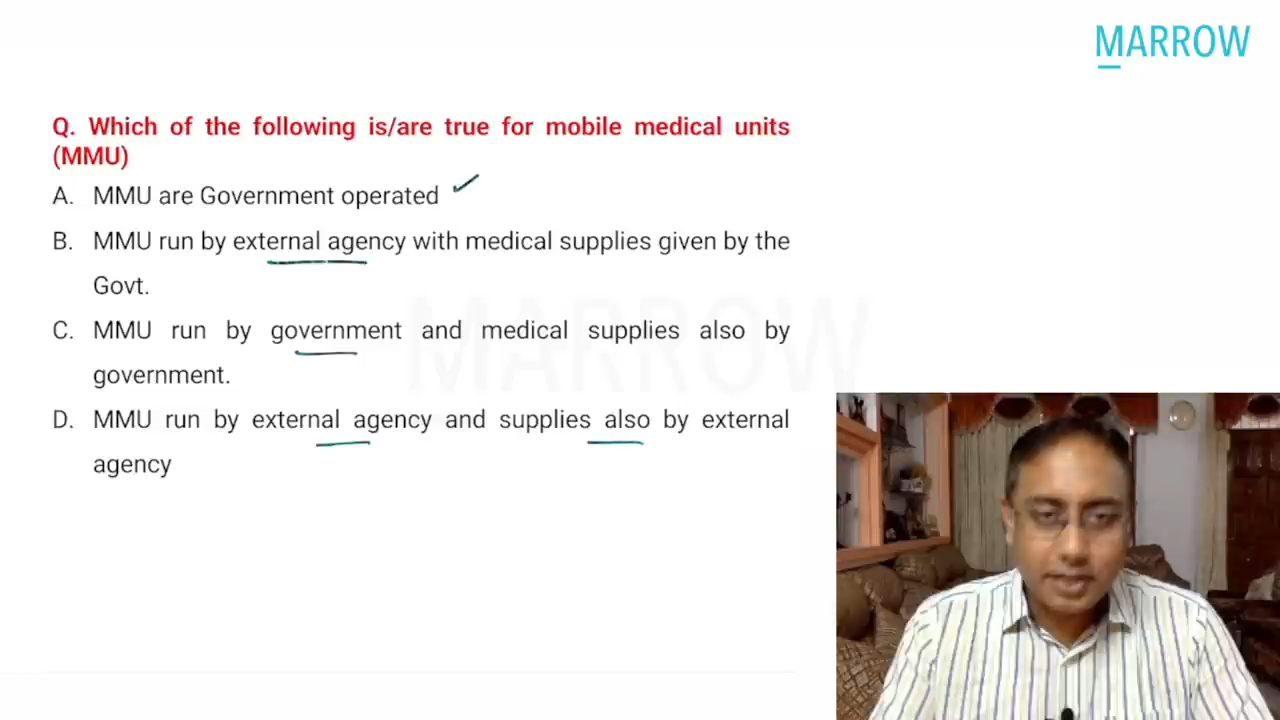 MARROW
Q. Which of the following is/are true for mobile medical units
(MMU)
A. MMU are Government operated
B. MMU run by external agency with medical supplies given by the
Govt.
C. MMU run by government and medical supplies also by
government.
D. MMU run by external agency and supplies also by external
agency
MARROW